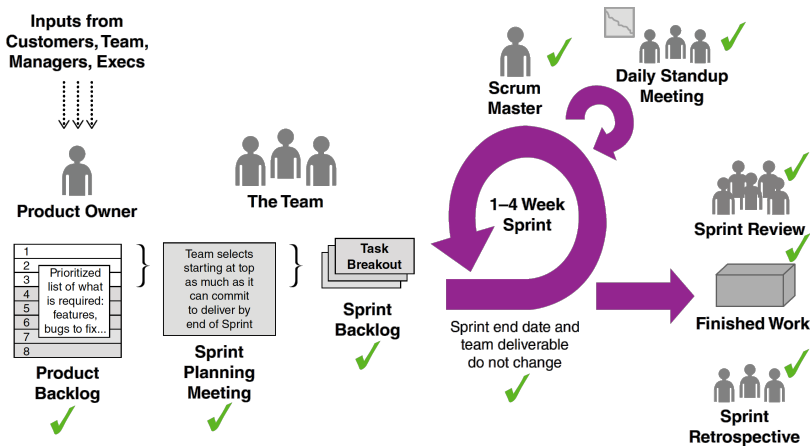 Inputs from
Customers, Team,
Managers, Execs
Product Owner
The Team
Scrum
Master
Daily Standup
Meeting
1
2
3
4
5
6
7
8
Prioritized
list of what
is required:
features,
bugs to fix...
Product
Backlog
Team selects
starting at top
as much as it
can commit
to deliver by
end of Sprint
Sprint
Planning
Meeting
Task
Breakout
Sprint
Backlog
1–4 Week
Sprint
Sprint end date and
team deliverable
do not change
Sprint Review
Finished Work
Sprint
Retrospective